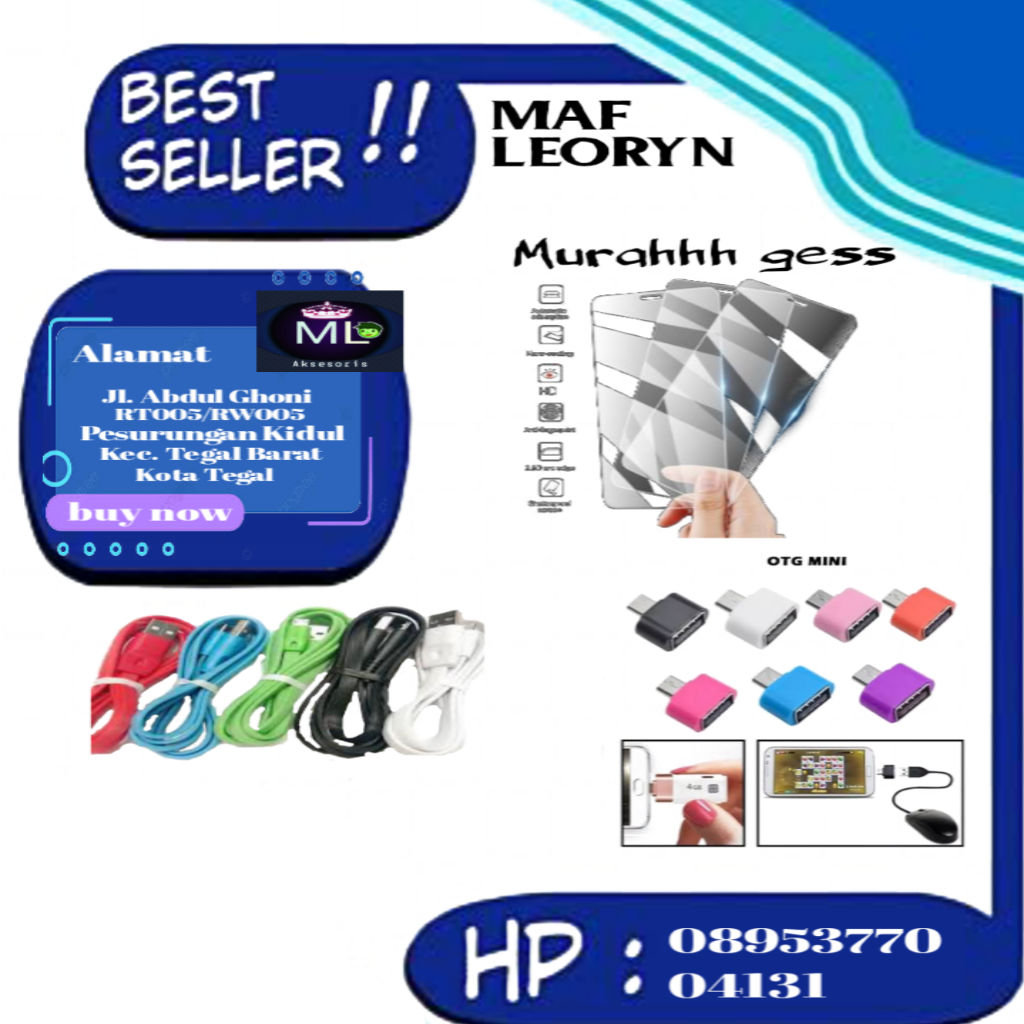 BEST
SELLER !!
MAF
LEORYN
Murahhh gess
ML
Aksesoris
Alamat
Jl. Abdul Ghoni
RT005/RW005
Pesurungan Kidul
Kec. Tegal Barat
Kota Tegal
buy now
HC
OTG MINI
4GB
HP : 08953770
04131